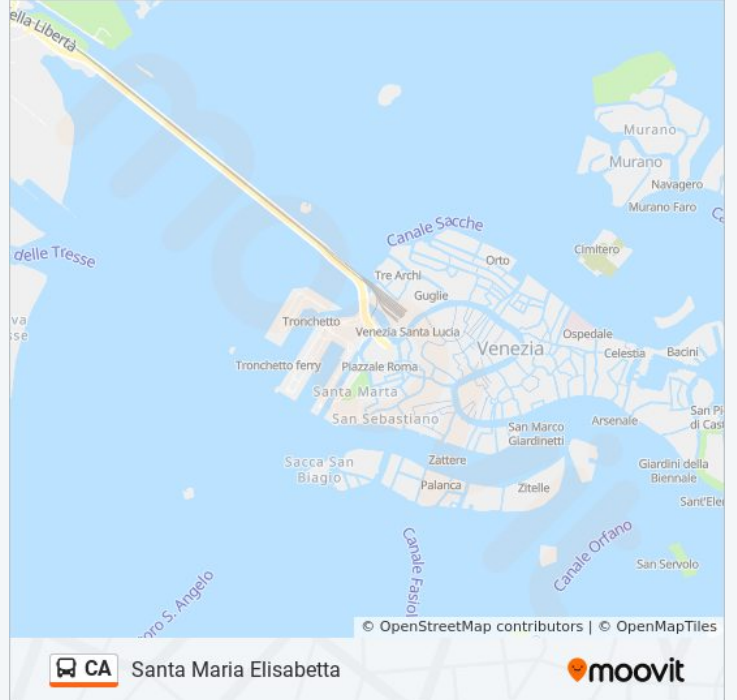 ella Libertà
Murano
Murano
Navagero
Murano Faro
Canale Sacche
delle Tresse
Cimitero
Orto
Tre Archi
Guglie
Tronchetto
Venezia Santa Lucia
Ospedale
Venezia
Celestia
Bacini
Tronchetto ferry
Piazzale Roma
Santa Marta
San Sebastiano
San Pi
di Cast
Arsenale
San Marco
Giardinetti
Sacca San
Biagio
Zattere
Giardini della
Biennale
Palanca
Zitelle
Sant'Ele
Canale Orfano
Canale Fasiol
San Servolo
oro S. Angelo
© OpenStreetMap contributors | © OpenMapTiles
CA Santa Maria Elisabetta
moovit